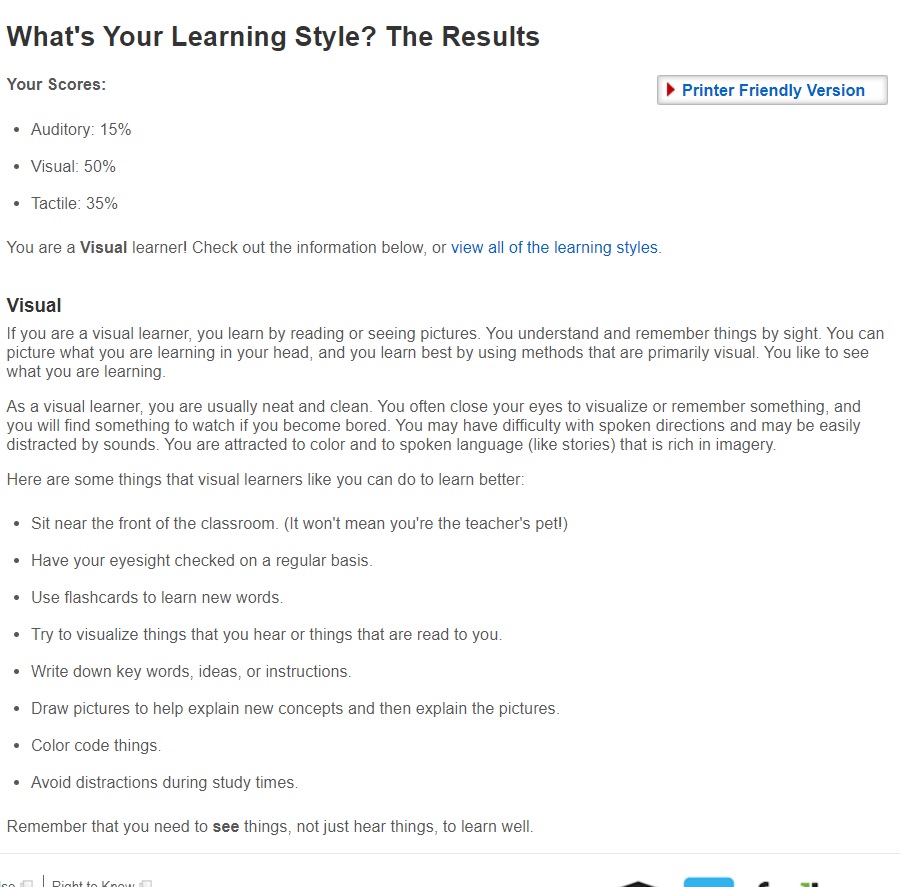 What's Your Learning Style? The Results
Your Scores:
Printer Friendly Version
• Auditory: 15%
• Visual: 50%
• Tactile: 35%
You are a Visual learner! Check out the information below, or view all of the learning styles.
Visual
If you are a visual learner, you learn by reading or seeing pictures. You understand and remember things by sight. You can
picture what you are learning in your head, and you learn best by using methods that are primarily visual. You like to see
what you are learning.
As a visual learner, you are usually neat and clean. You often close your eyes to visualize or remember something, and
you will find something to watch if you become bored. You may have difficulty with spoken directions and may be easily
distracted by sounds. You are attracted to color and to spoken language (like stories) that is rich in imagery.
Here are some things that visual learners like you can do to learn better:
• Sit near the front of the classroom. (It won't mean you're the teacher's pet!)
• Have your eyesight checked on a regular basis.
• Use flashcards to learn new words.
• Try to visualize things that you hear or things that are read to you.
• Write down key words, ideas, or instructions.
• Draw pictures to help explain new concepts and then explain the pictures.
• Color code things.
• Avoid distractions during study times.
Remember that you need to see things, not just hear things, to learn well.
Right to Know